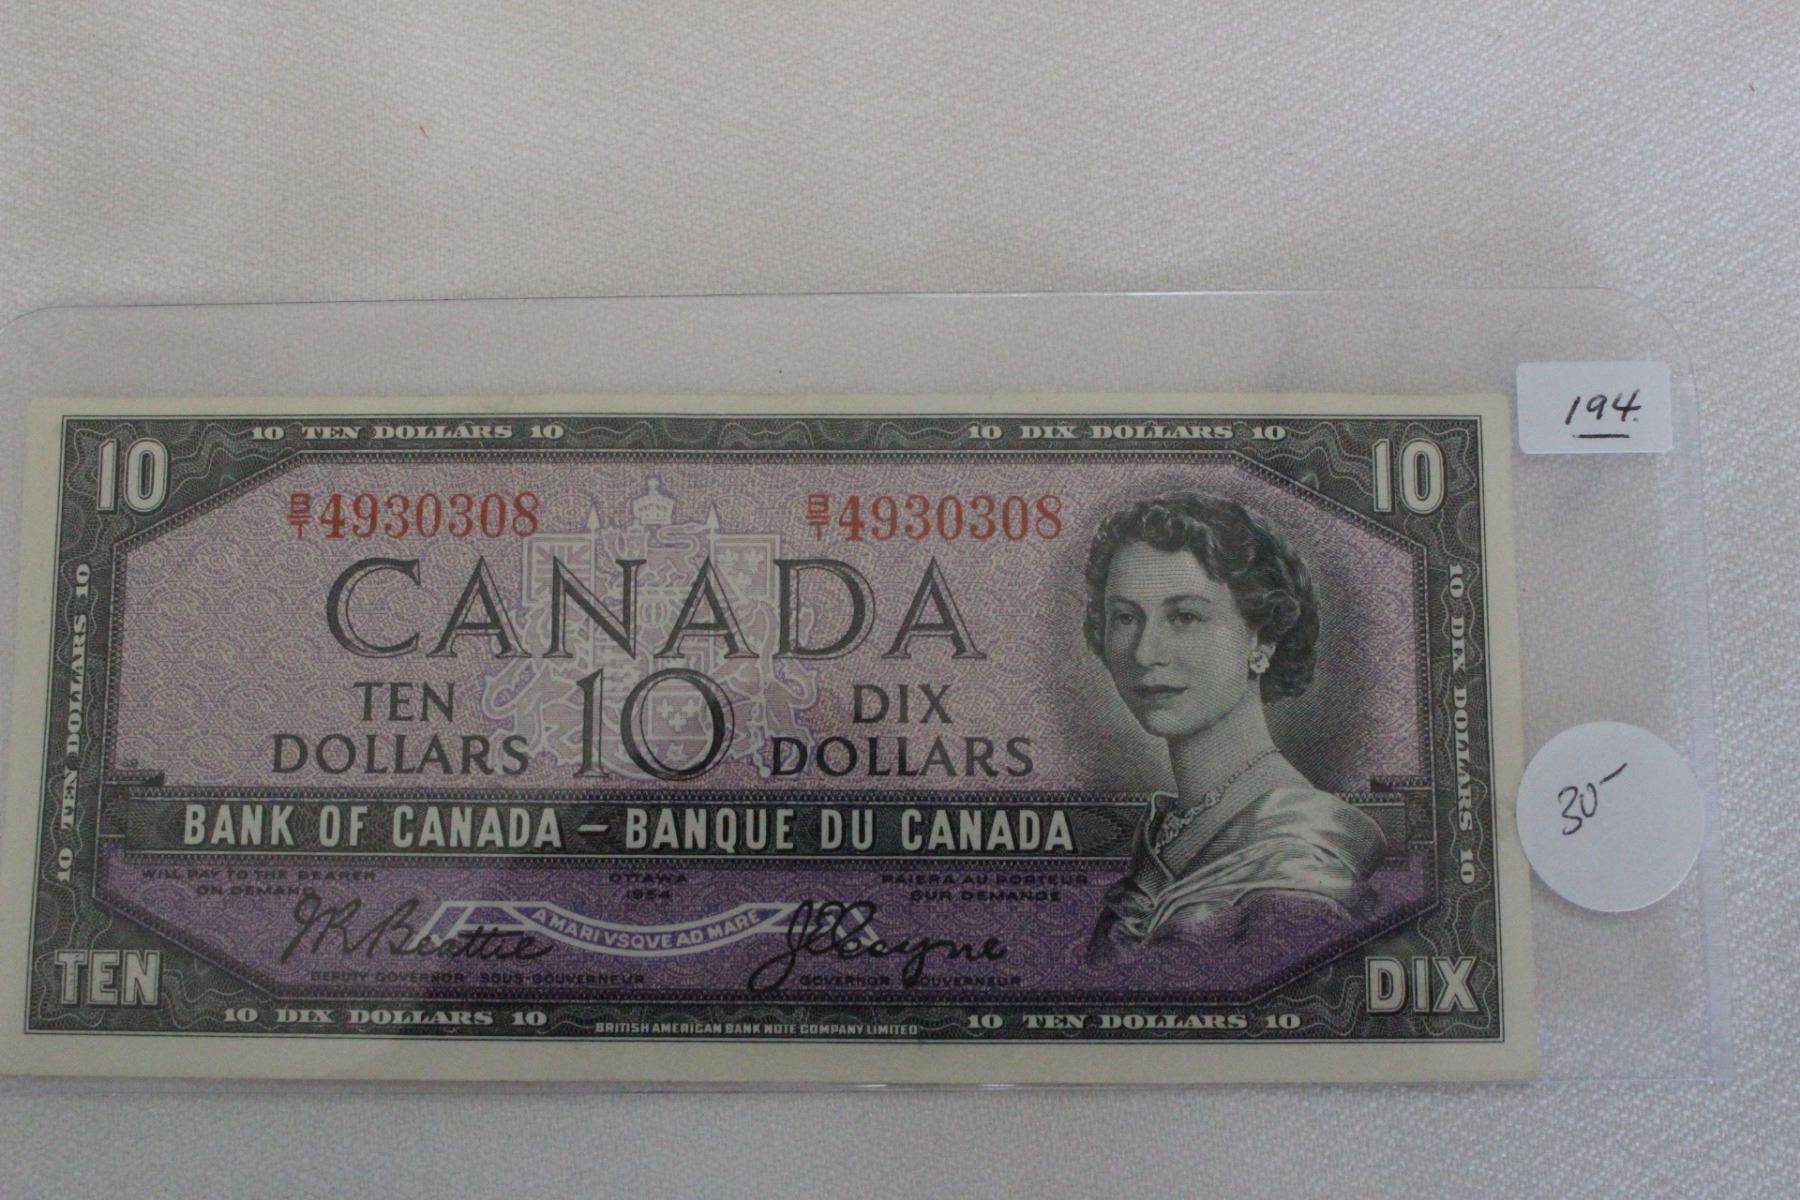 194.
10 TEN DOLLARS 10
10 DIX DOLLARS 10
10
10
B/T 4930308
B/T 4930308
CANADA
TEN DOLLARS
10
DIX DOLLARS
10 TEN DOLLARS 10
10 DIX DOLLARS 10
30-
BANK OF CANADA – BANQUE DU CANADA
WILL PAY TO THE BEARER ON DEMAND
OTTAWA
1954
PAIERA AU PORTEUR SUR DEMANDE
J R Beattie
A MARI VSQVE AD MARE
J E Coyne
DEPUTY GOVERNOR SOUS-GOUVERNEUR
GOVERNOR GOUVERNEUR
TEN
DIX
10 DIX DOLLARS 10
BRITISH AMERICAN BANK NOTE COMPANY LIMITED
10 TEN DOLLARS 10